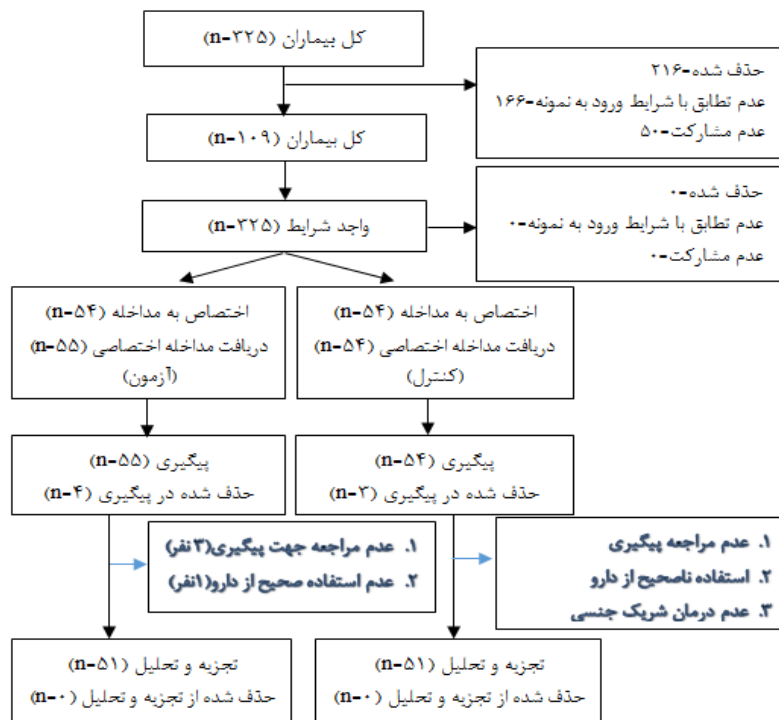 کل بیماران (n-۳۲۵)
حذف شده-۲۱۶
عدم تطابق با شرایط ورود به نمونه-۱۶۶
عدم مشارکت-۵۰
کل بیماران (n-۱۰۹)
حذف شده-۰
عدم تطابق با شرایط ورود به نمونه-۰
عدم مشارکت-۰
واجد شرایط (n-۳۲۵)
اختصاص به مداخله (n-۵۴)
دریافت مداخله اختصاصی (n-۵۴)
(کنترل)
اختصاص به مداخله (n-۵۴)
دریافت مداخله اختصاصی (n-۵۵)
(آزمون)
پیگیری (n-۵۴)
حذف شده در پیگیری (n-۳)
پیگیری (n-۵۵)
حذف شده در پیگیری (n-۴)
۱. عدم مراجعه پیگیری
۲. استفاده ناصحیح از دارو
۳. عدم درمان شریک جنسی
۱. عدم مراجعه جهت پیگیری(۳نفر)
۲. عدم استفاده صحیح از دارو(۱نفر)
تجزیه و تحلیل (n-۵۱)
حذف شده از تجزیه و تحلیل (n-۰)
تجزیه و تحلیل (n-۵۱)
حذف شده از تجزیه و تحلیل (n-۰)